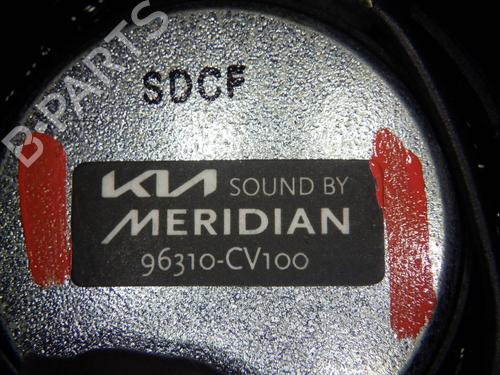 SDCF
KIA SOUND BY
MERIDIAN
96310-CV100
B-PARTS